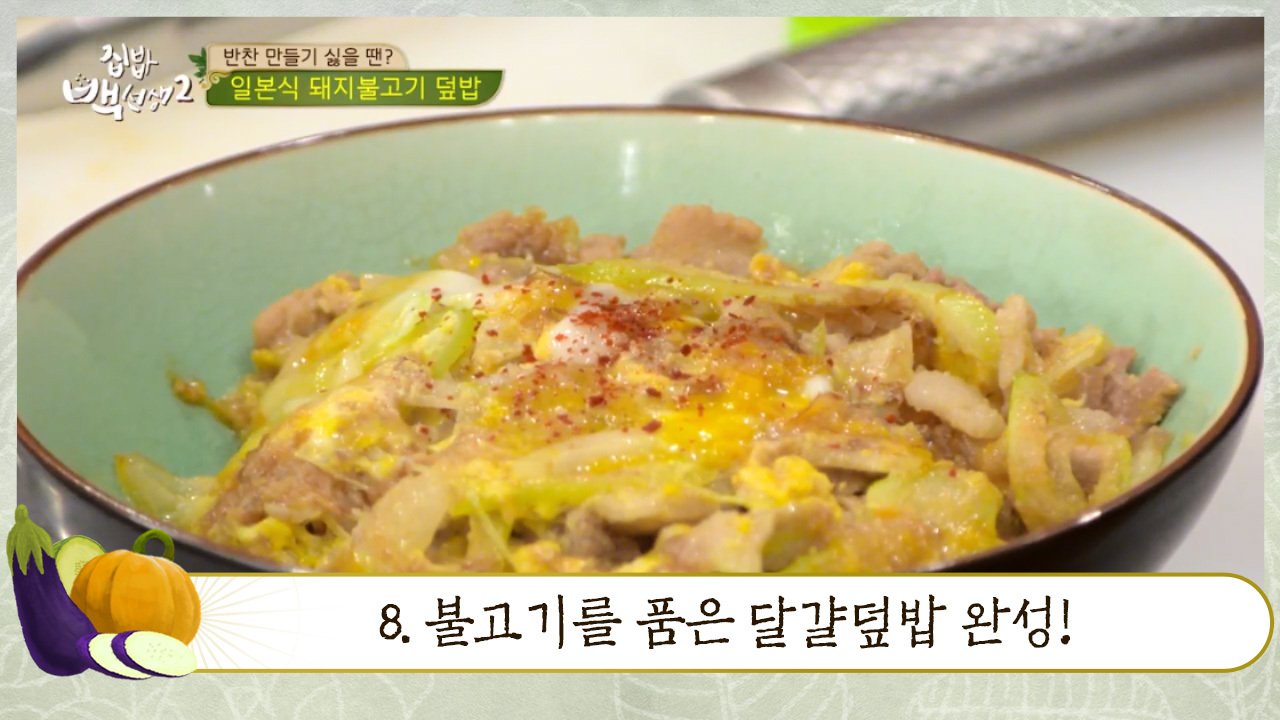 집밥
백선생2
반찬 만들기 싫을 땐?
일본식 돼지불고기 덮밥
8. 불고기를 품은 달걀덮밥 완성!